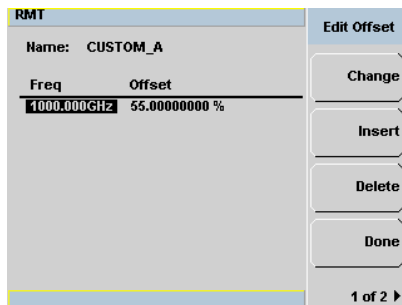 RMT
Edit Offset
Name: CUSTOM_A
Freq Offset
1000.000GHz 55.00000000 %
Change
Insert
Delete
Done
1 of 2